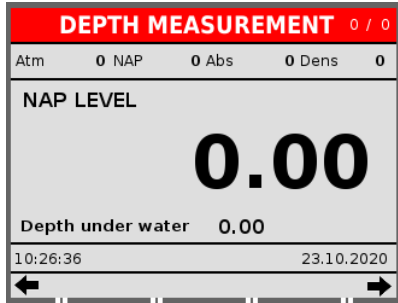 DEPTH MEASUREMENT 0 / 0
Atm 0 NAP 0 Abs 0 Dens 0
NAP LEVEL
0.00
Depth under water 0.00
10:26:36 23.10.2020